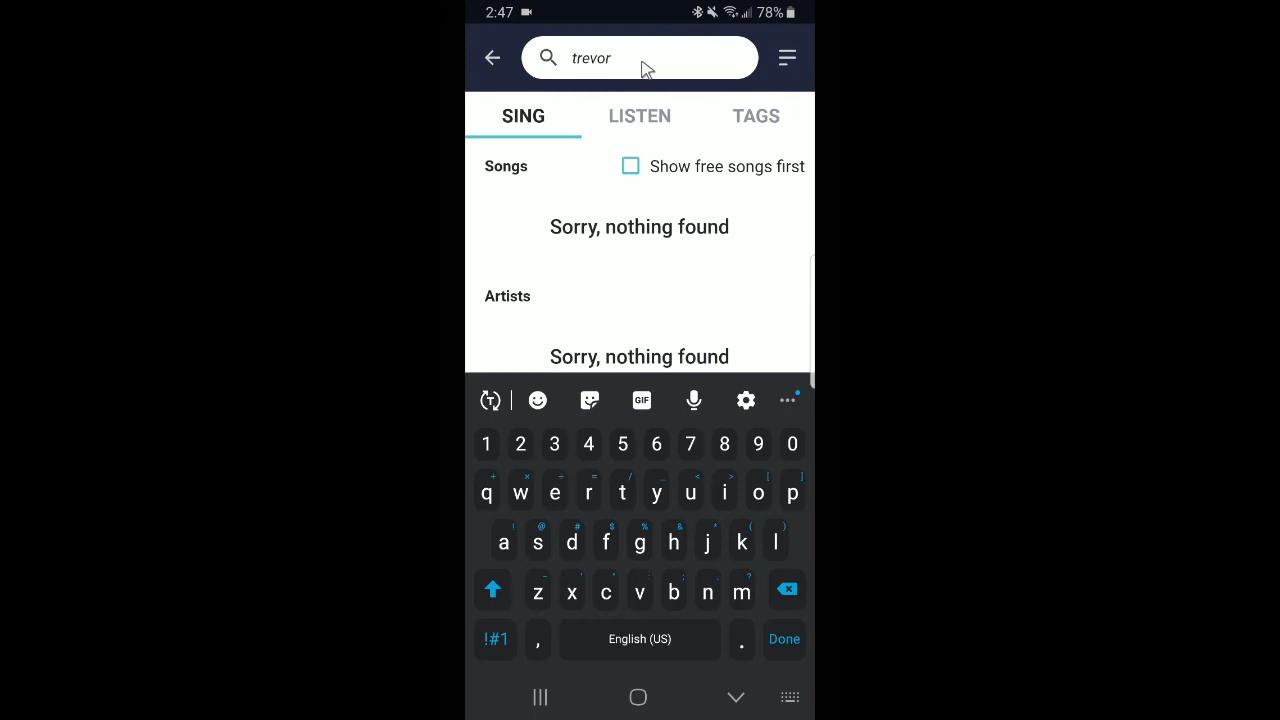 2:47 78%
trevor
SING LISTEN TAGS
Songs Show free songs first
Sorry, nothing found
Artists
Sorry, nothing found
T GIF
1 2 3 4 5 6 7 8 9 0
+ × ÷ = / _ < > [ ]
q w e r t y u i o p
! @ # $ % & * ( )
a s d f g h j k l
- ' " : ; , ?
z x c v b n m
!#1 , English (US) . Done